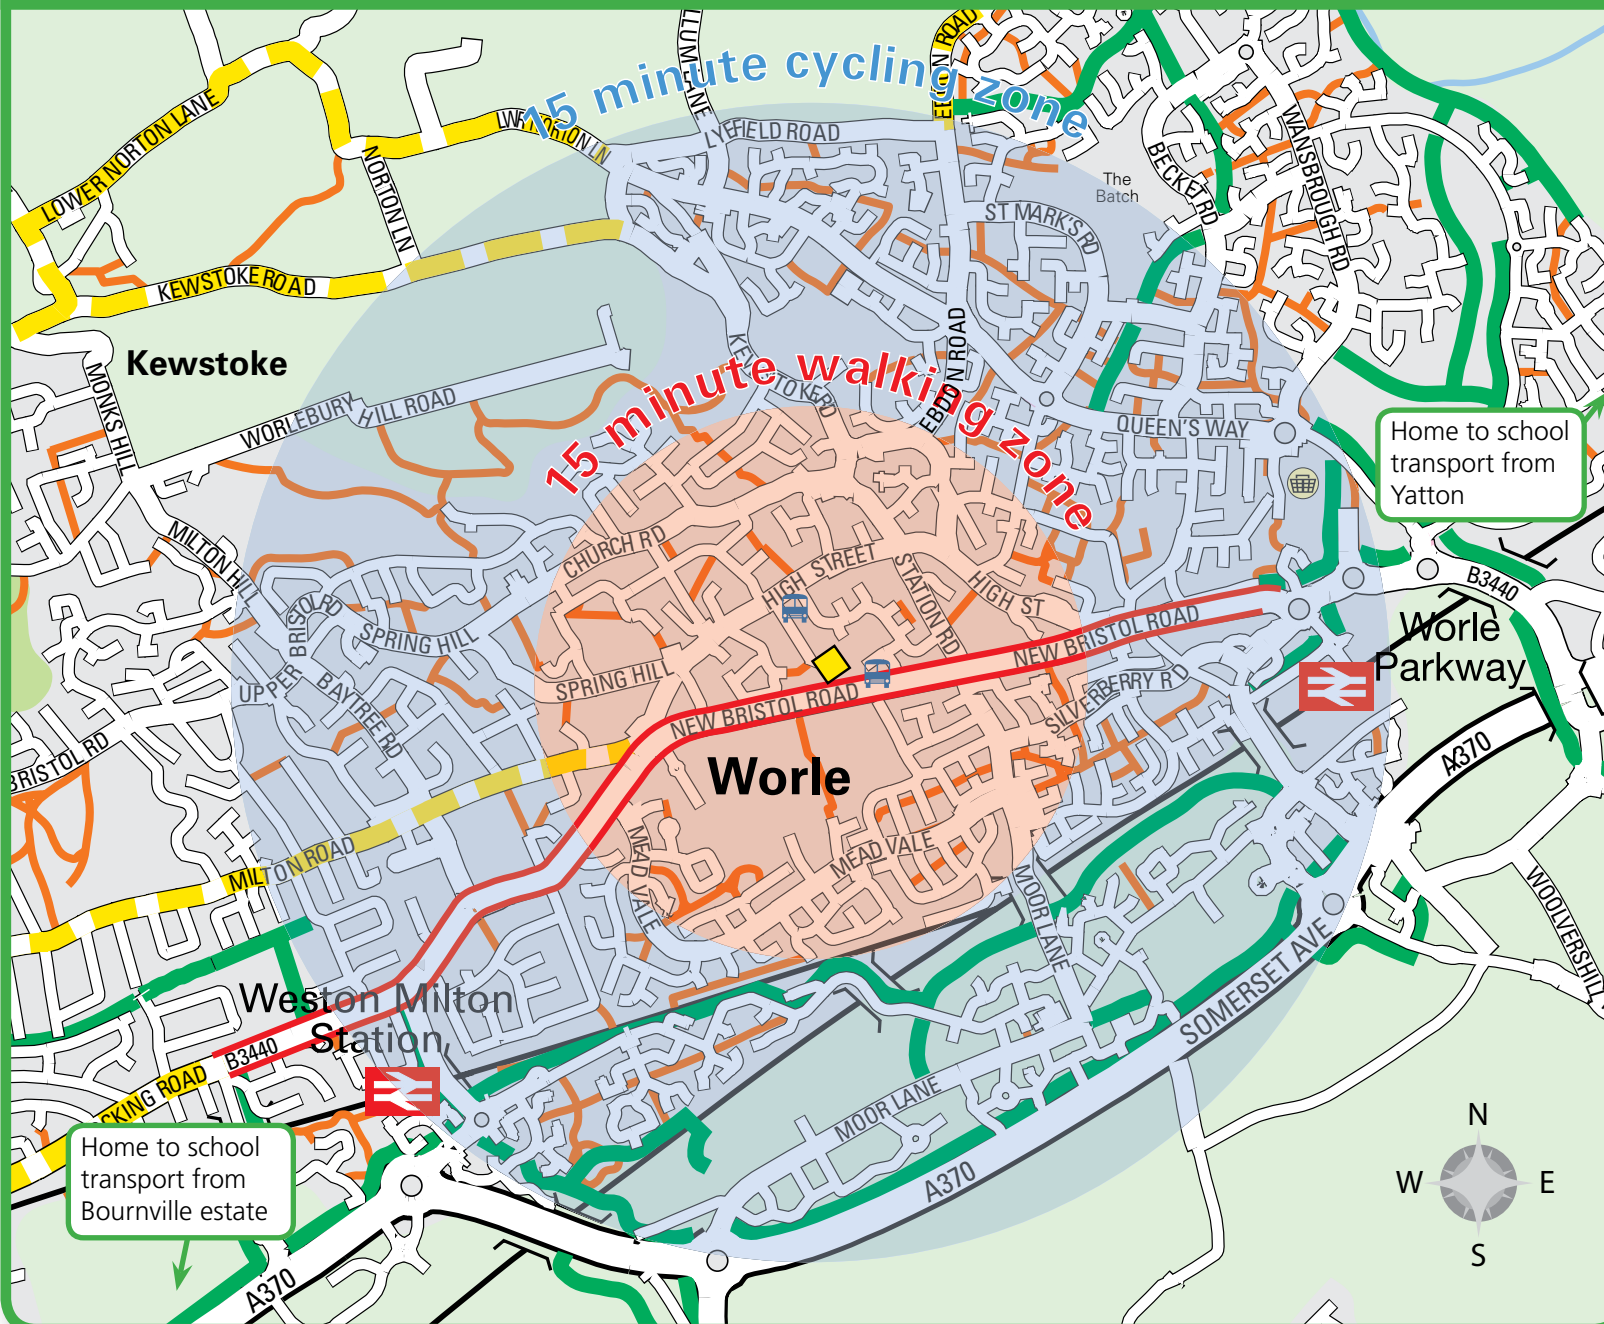 15 minute cycling zone
15 minute walking zone
LOWER NORTON LANE
NORTON LN
LYEFIELD ROAD
The
Batch
ST MARK'S RD
BECKET RD
WANSBROUGH RD
KEWSTOKE ROAD
Kewstoke
MONKS HILL
WORLEBURY HILL ROAD
EBDON ROAD
QUEEN'S WAY
Home to school
transport from
Yatton
MILTON HILL
CHURCH RD
HIGH STREET
STATION RD
HIGH ST
B3440
UPPER BRISTOL RD
SPRING HILL
SPRING HILL
BAYTREE RD
NEW BRISTOL ROAD
NEW BRISTOL ROAD
SILVERBERRY RD
Worle
Parkway
BRISTOL RD
A370
Worle
MILTON ROAD
MEAD VALE
MEAD VALE
MOOR LANE
WOOLVERSHILL
SOMERSET AVE
Weston Milton
Station
B3440
MOOR LANE
A370
Home to school
transport from
Bournville estate
A370
N
W
E
S